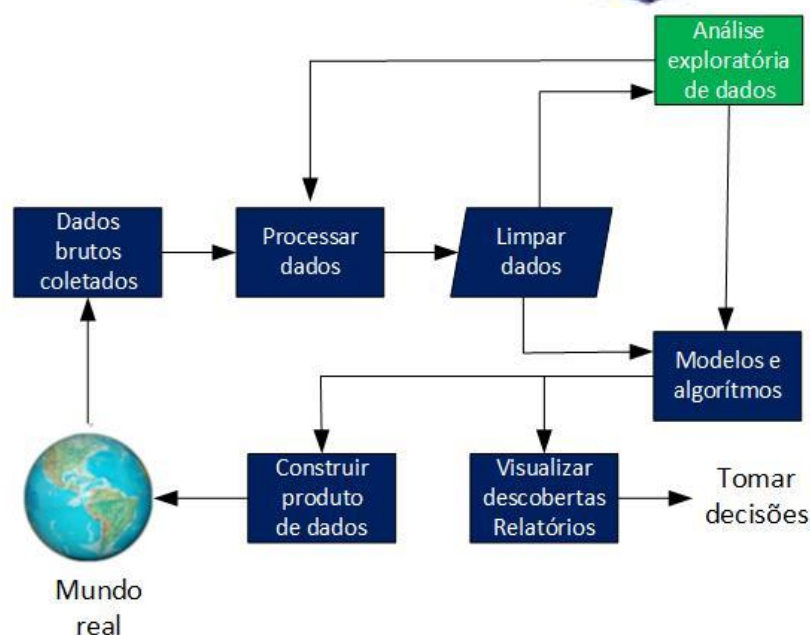 Análise
exploratória
de dados
Dados
brutos
coletados
Processar
dados
Limpar
dados
Modelos e
algorítmos
Construir
produto
de dados
Visualizar
descobertas
Relatórios
Tomar
decisões
Mundo
real